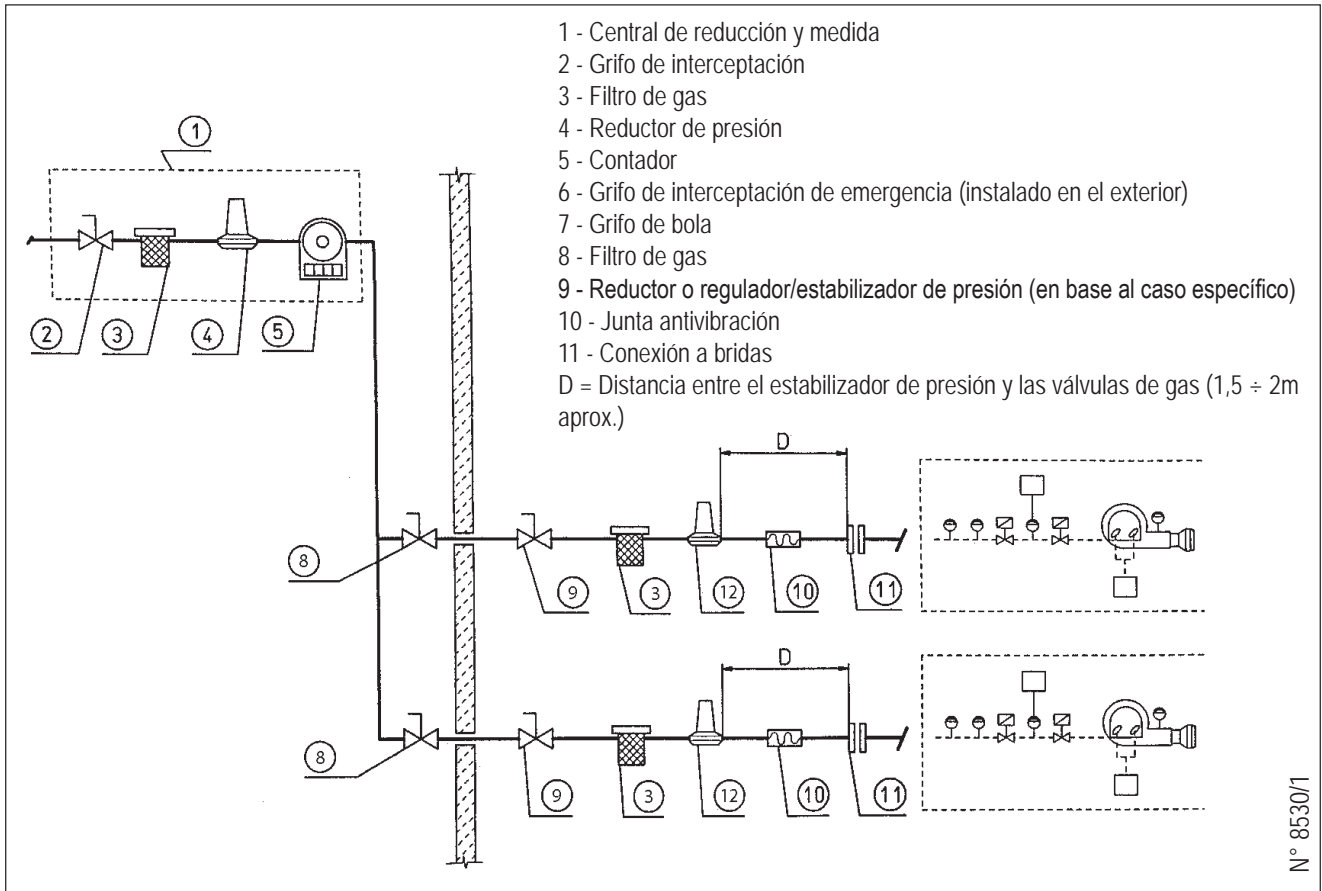 1 - Central de reducción y medida
2 - Grifo de interceptación
3 - Filtro de gas
4 - Reductor de presión
5 - Contador
6 - Grifo de interceptación de emergencia (instalado en el exterior)
7 - Grifo de bola
8 - Filtro de gas
9 - Reductor o regulador/estabilizador de presión (en base al caso específico)
10 - Junta antivibración
11 - Conexión a bridas
D = Distancia entre el estabilizador de presión y las válvulas de gas (1,5 ÷ 2m
aprox.)
1
2
3
4
5
D
8
9
3
12
10
11
D
8
9
3
12
10
11
N° 8530/1